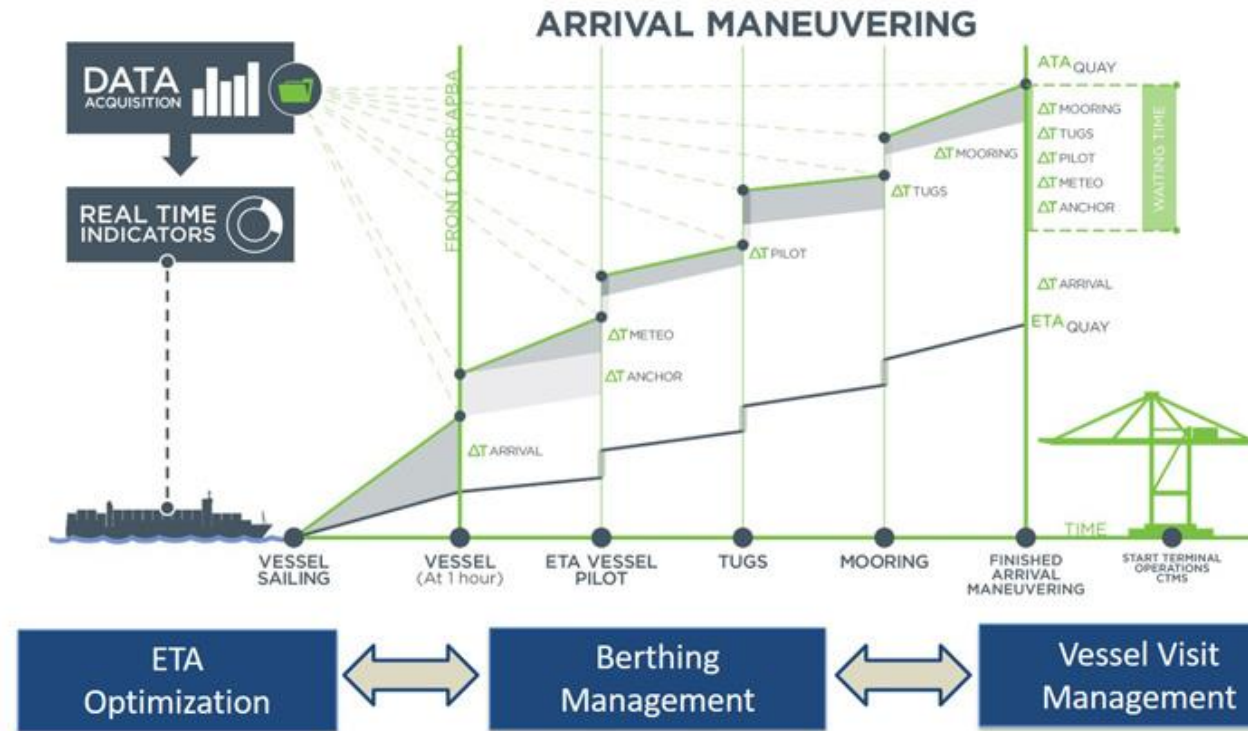 ARRIVAL MANEUVERING
DATA
ACQUISITION
REAL TIME
INDICATORS
FRONT DOOR APBA
ATA QUAY
ΔT MOORING
ΔT TUGS
ΔT PILOT
ΔT METEO
ΔT ANCHOR
WAITING TIME
ΔT ARRIVAL
ETA QUAY
ΔT MOORING
ΔT TUGS
ΔT PILOT
ΔT METEO
ΔT ANCHOR
ΔT ARRIVAL
TIME
VESSEL
SAILING
VESSEL
(At 1 hour)
ETA VESSEL
PILOT
TUGS
MOORING
FINISHED
ARRIVAL
MANEUVERING
START TERMINAL
OPERATIONS
CTMS
ETA
Optimization
Berthing
Management
Vessel Visit
Management